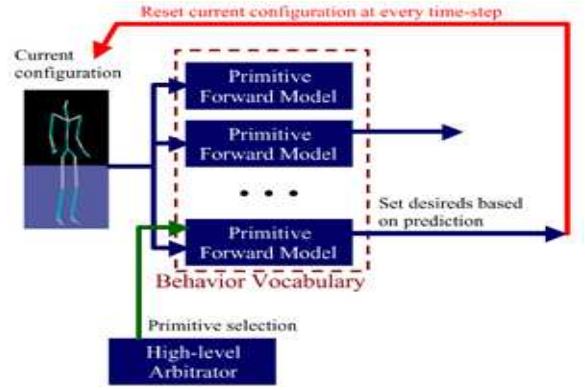 Reset current configuration at every time-step
Current
configuration
Primitive
Forward Model
Primitive
Forward Model
• • •
Set desireds based
on prediction
Primitive
Forward Model
Behavior Vocabulary
Primitive selection
High-level
Arbitrator